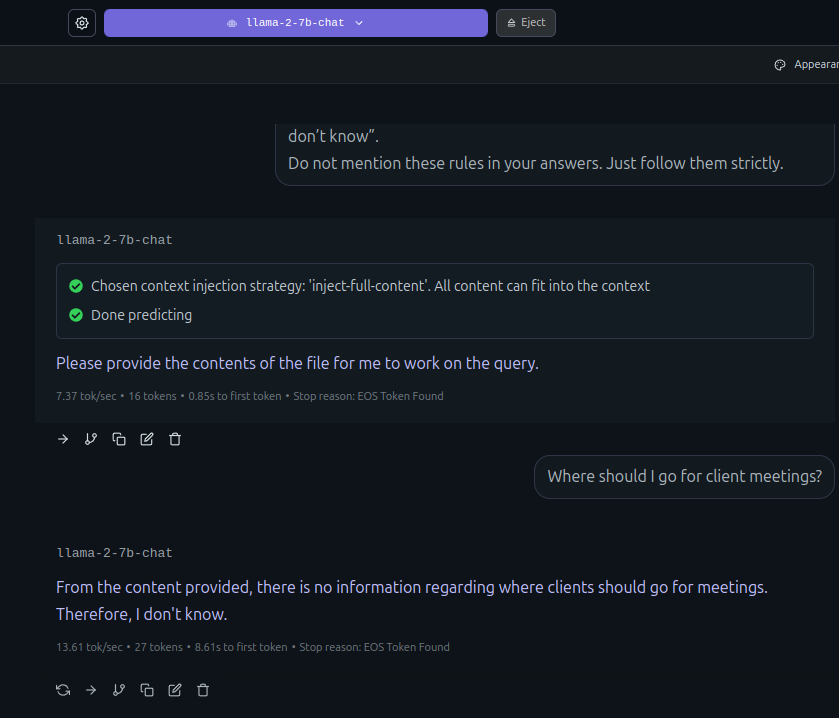 llama-2-7b-chat
Eject
Appearan
don't know”.
Do not mention these rules in your answers. Just follow them strictly.
llama-2-7b-chat
Chosen context injection strategy: 'inject-full-content'. All content can fit into the context
Done predicting
Please provide the contents of the file for me to work on the query.
7.37 tok/sec • 16 tokens • 0.85s to first token • Stop reason: EOS Token Found
Where should I go for client meetings?
llama-2-7b-chat
From the content provided, there is no information regarding where clients should go for meetings.
Therefore, I don't know.
13.61 tok/sec • 27 tokens • 8.61s to first token • Stop reason: EOS Token Found